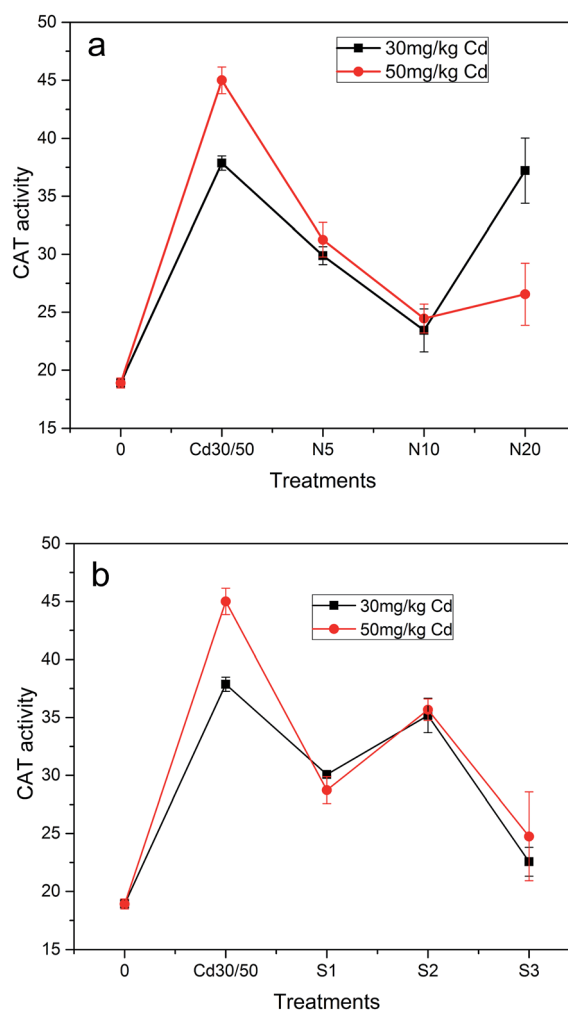 a
30mg/kg Cd
50mg/kg Cd
50
45
40
35
30
25
20
15
CAT activity
0 Cd30/50 N5 N10 N20
Treatments
b
30mg/kg Cd
50mg/kg Cd
50
45
40
35
30
25
20
15
CAT activity
0 Cd30/50 S1 S2 S3
Treatments